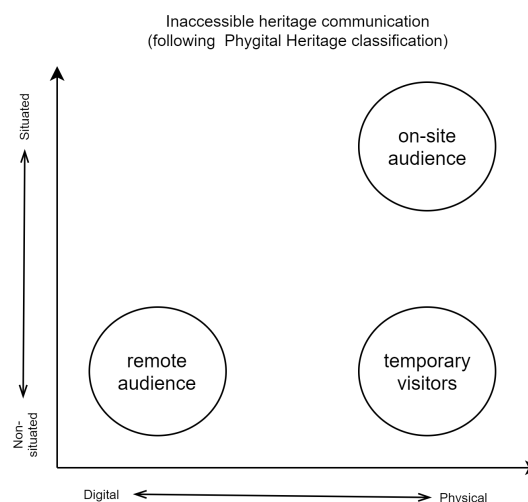 Inaccessible heritage communication
(following Phygital Heritage classification)
Situated
on-site
audience
remote
audience
temporary
visitors
Non-
situated
Digital
Physical